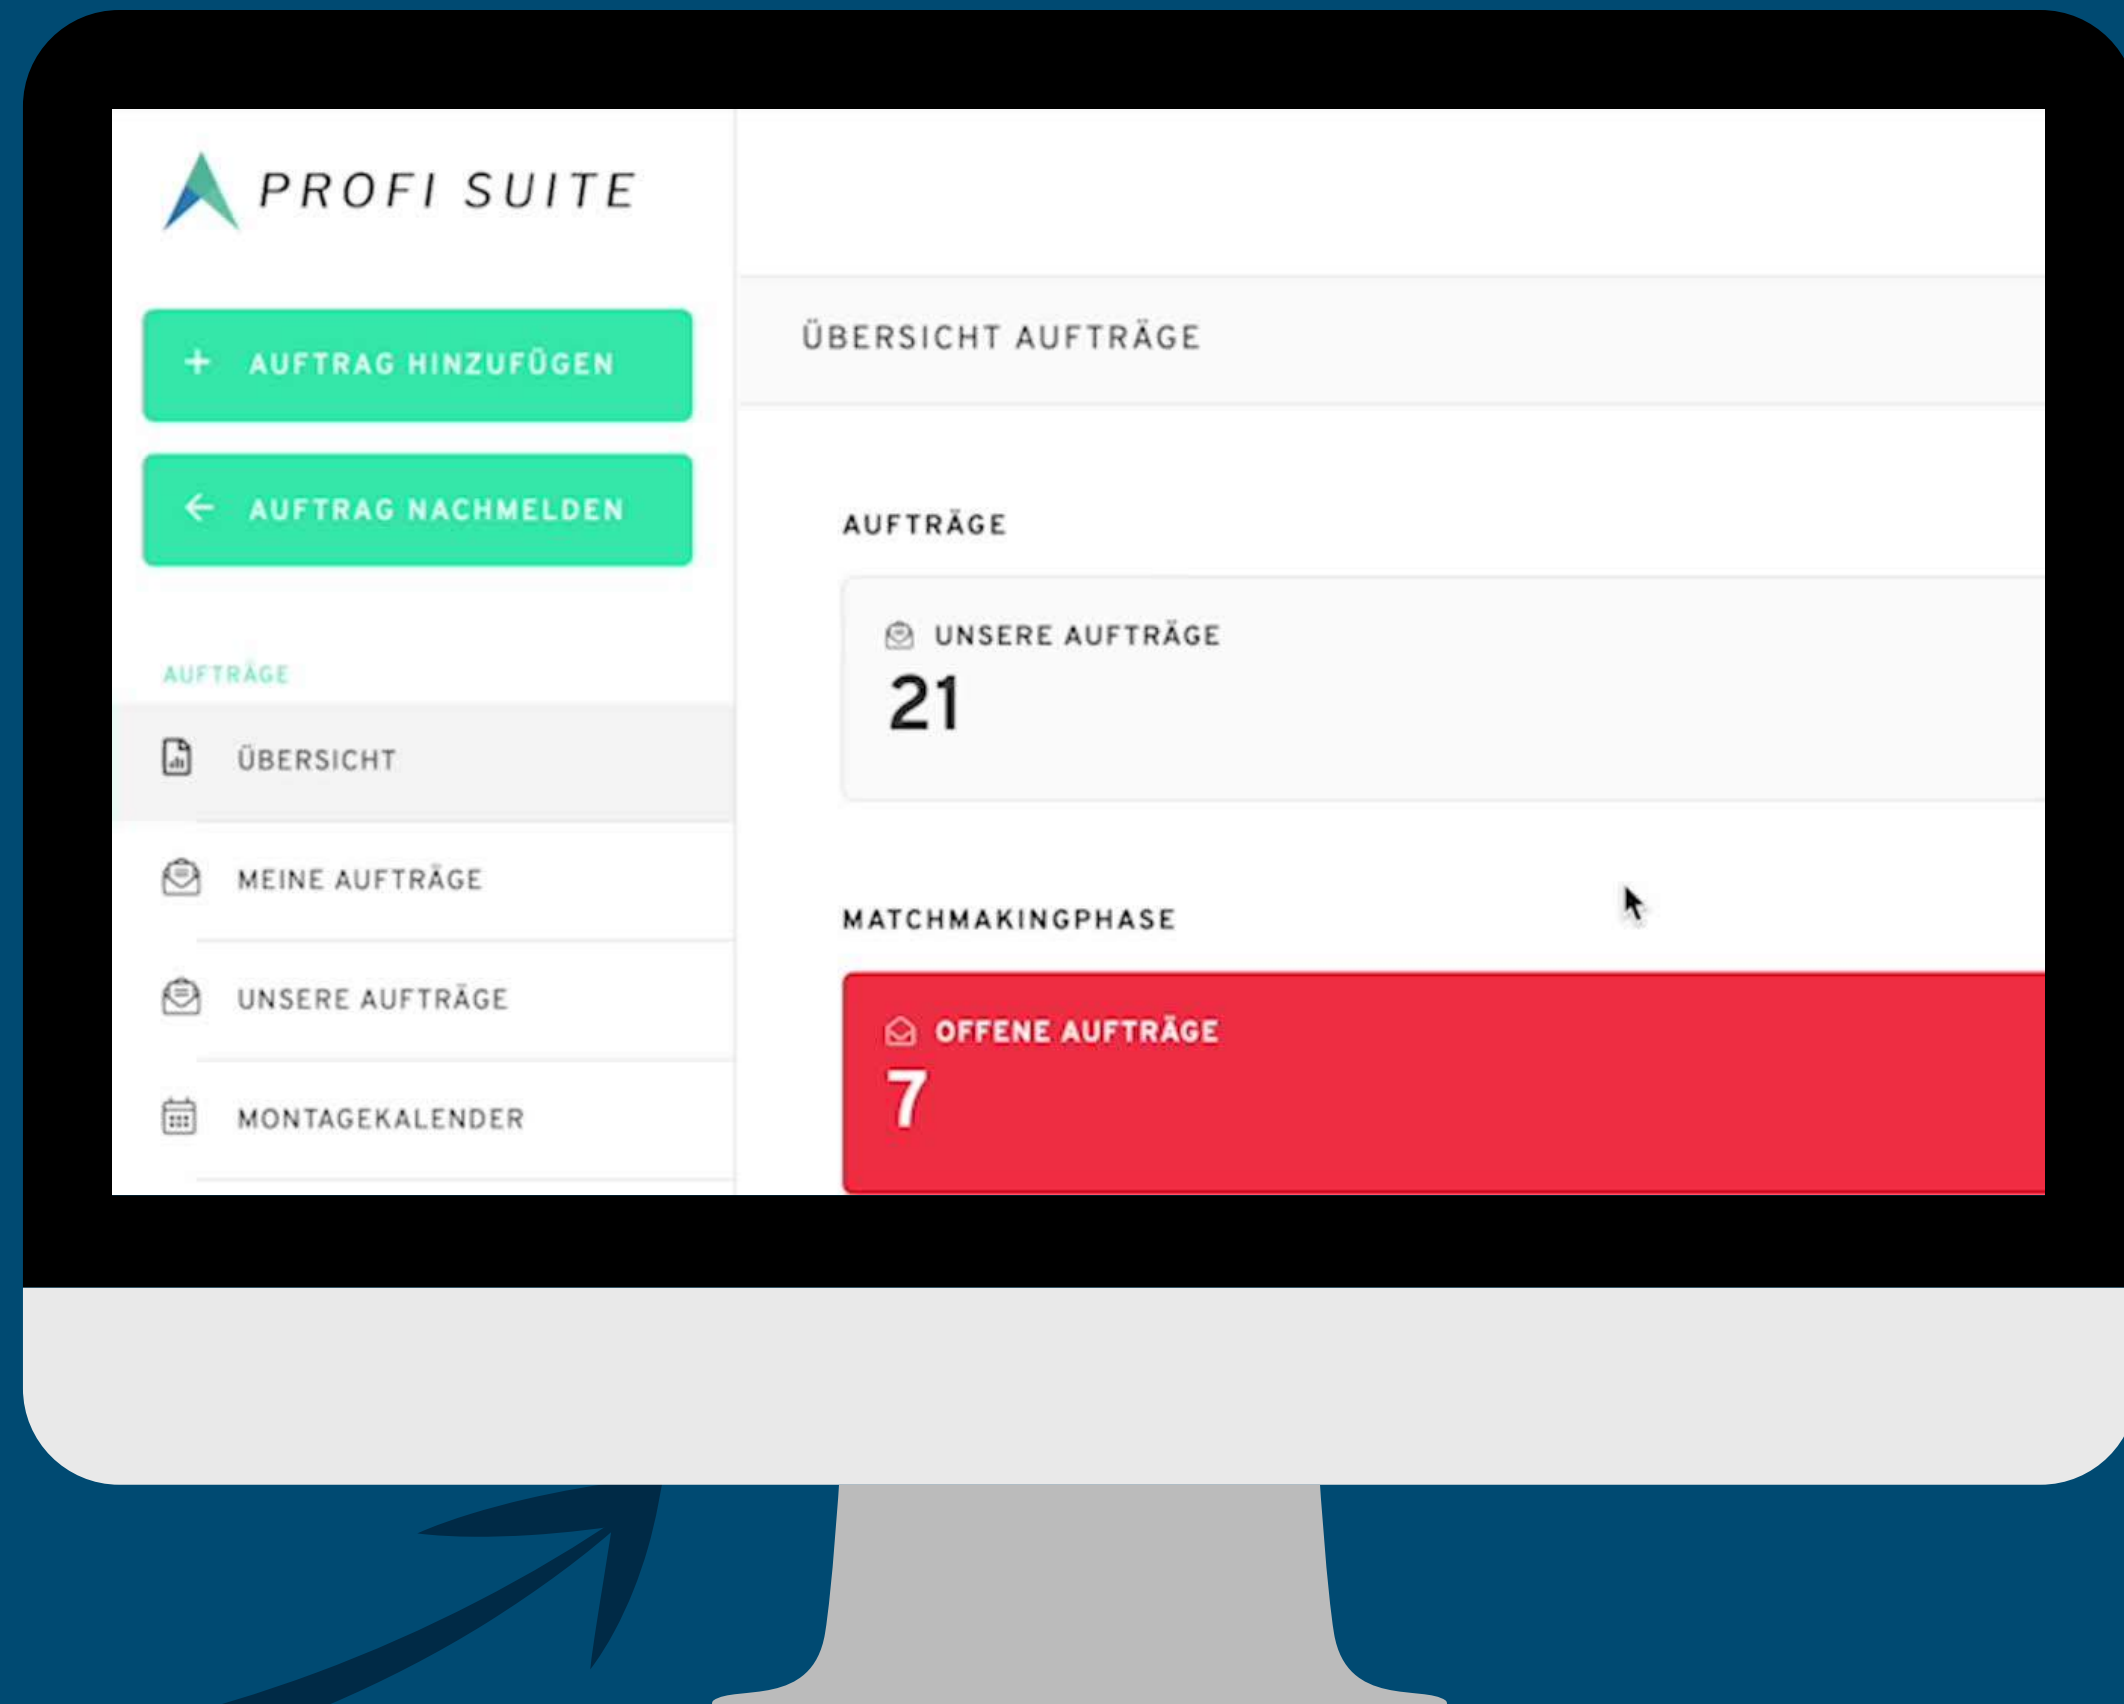 PROFI SUITE
+ AUFTRAG HINZUFÜGEN
← AUFTRAG NACHMELDEN
AUFTRÄGE
ÜBERSICHT
MEINE AUFTRÄGE
UNSERE AUFTRÄGE
MONTAGEKALENDER
ÜBERSICHT AUFTRÄGE
AUFTRÄGE
UNSERE AUFTRÄGE
21
MATCHMAKINGPHASE
OFFENE AUFTRÄGE
7